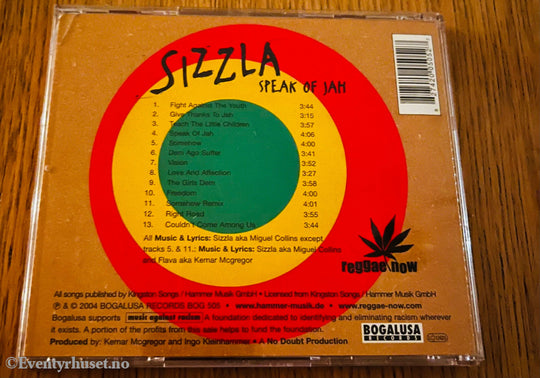 SIZZLA
SPEAK OF JAH
1. Fight Against The Youth 3:44
2. Give Thanks To Jah 3:15
3. Teach The Little Children 3:57
4. Speak Of Jah 4:06
5. Somehow 4:00
6. Dem Ago Suffer 3:41
7. Vision 3:52
8. Love And Affection 3:29
9. The Girls Dem 3:58
10. Freedom 4:00
11. Somehow Remix 4:01
12. Right Road 3:55
13. Couldn't Come Among Us 3:44
All Music & Lyrics: Sizzla aka Miguel Collins except
tracks 5. & 11.: Music & Lyrics: Sizzla aka Miguel Collins
and Flava aka Kemar Mcgregor
reggae now
All songs published by Kingston Songs / Hammer Musik GmbH • Licensed from Kingston Songs / Hammer Musik GmbH
℗ & © 2004 BOGALUSA RECORDS BOG 505 • www.hammer-musik.de • www.reggae-now.com
Bogalusa supports music against racism A foundation dedicated to identifying and eliminating racism wherever
it exists. A portion of the profits from this sale helps to fund the foundation.
Produced by: Kemar Mcgregor and Ingo Kleinhammer • A No Doubt Production
BOGALUSA
RECORDS
©Eventyrhuset.no